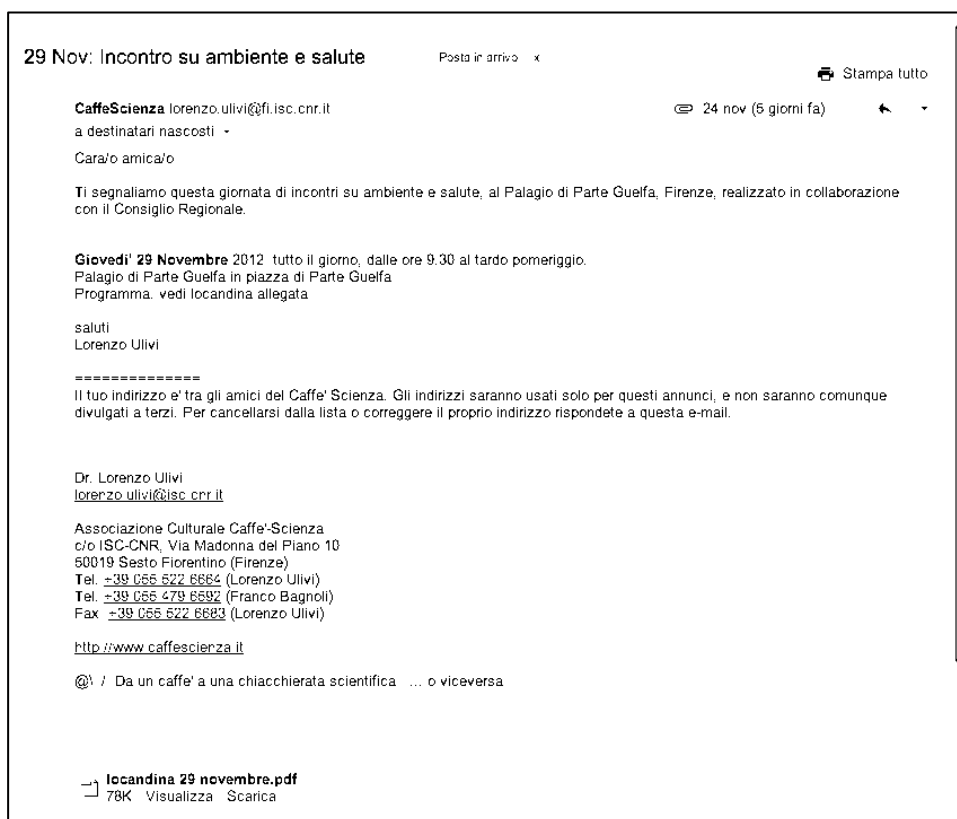 29 Nov: Incontro su ambiente e salute Posta in arrivo x
Stampa tutto
CaffeScienza lorenzo.ulivi@fi.isc.cnr.it 24 nov (5 giorni fa)
a destinatari nascosti
Cara/o amica/o
Ti segnaliamo questa giornata di incontri su ambiente e salute, al Palagio di Parte Guelfa, Firenze, realizzato in collaborazione
con il Consiglio Regionale.
Giovedi' 29 Novembre 2012 tutto il giorno, dalle ore 9.30 al tardo pomeriggio.
Palagio di Parte Guelfa in piazza di Parte Guelfa
Programma. vedi locandina allegata
saluti
Lorenzo Ulivi
==============
Il tuo indirizzo e' tra gli amici del Caffe' Scienza. Gli indirizzi saranno usati solo per questi annunci, e non saranno comunque
divulgati a terzi. Per cancellarsi dalla lista o correggere il proprio indirizzo rispondete a questa e-mail.
Dr. Lorenzo Ulivi
lorenzo.ulivi@isc.cnr.it
Associazione Culturale Caffe'-Scienza
c/o ISC-CNR, Via Madonna del Piano 10
50019 Sesto Fiorentino (Firenze)
Tel. +39 055 522 6664 (Lorenzo Ulivi)
Tel. +39 055 479 6592 (Franco Bagnoli)
Fax +39 055 522 6683 (Lorenzo Ulivi)
http://www.caffescienza.it
@\ / Da un caffe' a una chiacchierata scientifica ... o viceversa
locandina 29 novembre.pdf
78K Visualizza Scarica